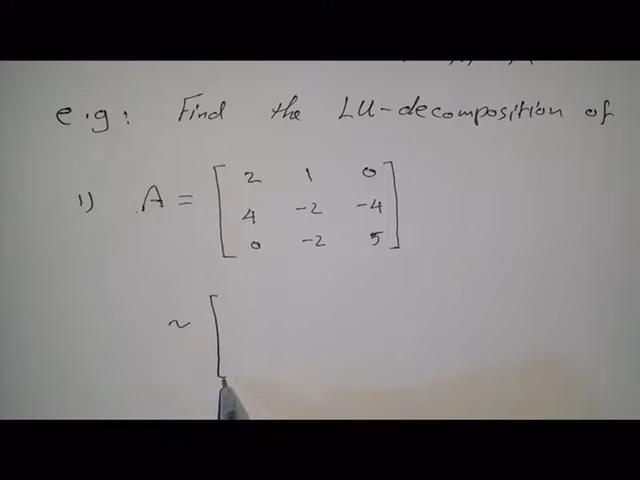 e.g: Find the LU-decomposition of
1) A = [ 2 1 0
4 -2 -4
0 -2 5 ]
~ [